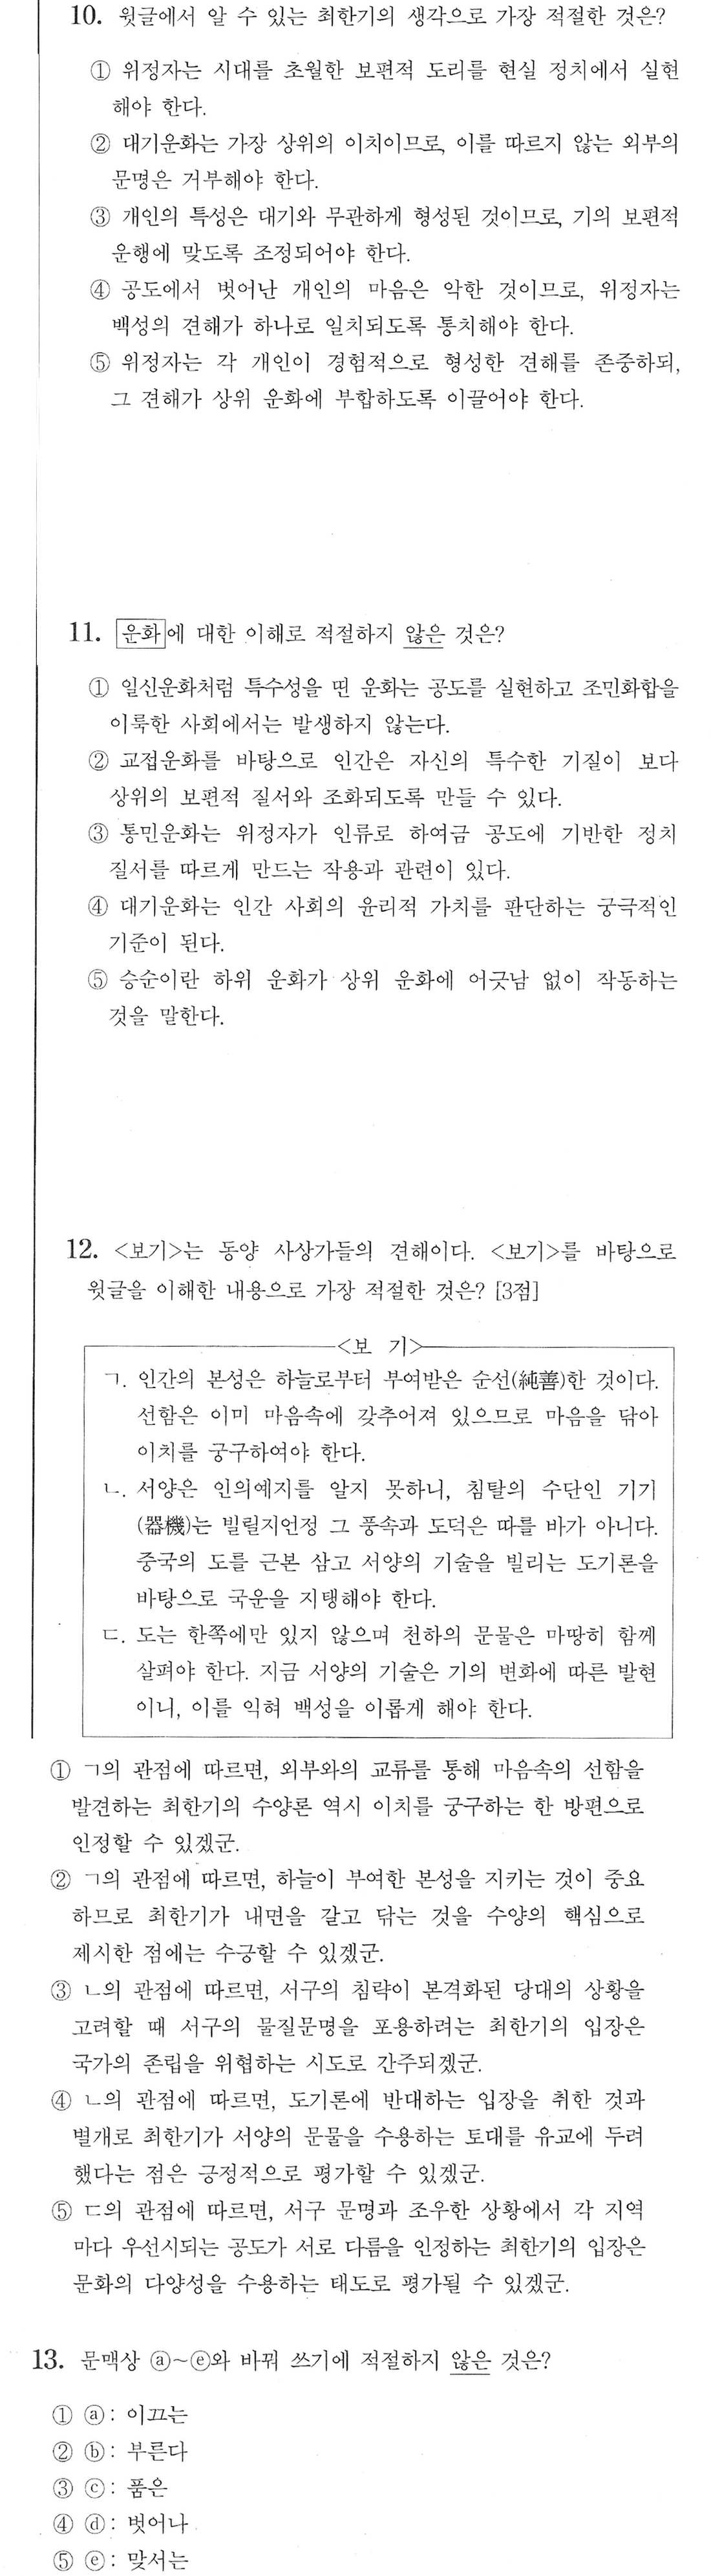 10. 윗글에서 알 수 있는 최한기의 생각으로 가장 적절한 것은?
① 위정자는 시대를 초월한 보편적 도리를 현실 정치에서 실현
해야 한다.
② 대기운화는 가장 상위의 이치이므로, 이를 따르지 않는 외부의
문명은 거부해야 한다.
③ 개인의 특성은 대기와 무관하게 형성된 것이므로, 기의 보편적
운행에 맞도록 조정되어야 한다.
④ 공도에서 벗어난 개인의 마음은 악한 것이므로, 위정자는
백성의 견해가 하나로 일치되도록 통치해야 한다.
⑤ 위정자는 각 개인이 경험적으로 형성한 견해를 존중하되,
그 견해가 상위 운화에 부합하도록 이끌어야 한다.
11. 운화에 대한 이해로 적절하지 않은 것은?
① 일신운화처럼 특수성을 띤 운화는 공도를 실현하고 조민화합을
이룩한 사회에서는 발생하지 않는다.
② 교접운화를 바탕으로 인간은 자신의 특수한 기질이 보다
상위의 보편적 질서와 조화되도록 만들 수 있다.
③ 통민운화는 위정자가 인류로 하여금 공도에 기반한 정치
질서를 따르게 만드는 작용과 관련이 있다.
④ 대기운화는 인간 사회의 윤리적 가치를 판단하는 궁극적인
기준이 된다.
⑤ 승순이란 하위 운화가 상위 운화에 어긋남 없이 작동하는
것을 말한다.
12. <보기>는 동양 사상가들의 견해이다. <보기>를 바탕으로
윗글을 이해한 내용으로 가장 적절한 것은? [3점]
<보 기>
ㄱ. 인간의 본성은 하늘로부터 부여받은 순선(純善)한 것이다.
선함은 이미 마음속에 갖추어져 있으므로 마음을 닦아
이치를 궁구하여야 한다.
ㄴ. 서양은 인의예지를 알지 못하니, 침탈의 수단인 기기
(器機)는 빌릴지언정 그 풍속과 도덕은 따를 바가 아니다.
중국의 도를 근본 삼고 서양의 기술을 빌리는 도기론을
바탕으로 국운을 지탱해야 한다.
ㄷ. 도는 한쪽에만 있지 않으며 천하의 문물은 마땅히 함께
살펴야 한다. 지금 서양의 기술은 기의 변화에 따른 발현
이니, 이를 익혀 백성을 이롭게 해야 한다.
① ㄱ의 관점에 따르면, 외부와의 교류를 통해 마음속의 선함을
발견하는 최한기의 수양론 역시 이치를 궁구하는 한 방편으로
인정할 수 있겠군.
② ㄱ의 관점에 따르면, 하늘이 부여한 본성을 지키는 것이 중요
하므로 최한기가 내면을 갈고 닦는 것을 수양의 핵심으로
제시한 점에는 수긍할 수 있겠군.
③ ㄴ의 관점에 따르면, 서구의 침략이 본격화된 당대의 상황을
고려할 때 서구의 물질문명을 포용하려는 최한기의 입장은
국가의 존립을 위협하는 시도로 간주되겠군.
④ ㄴ의 관점에 따르면, 도기론에 반대하는 입장을 취한 것과
별개로 최한기가 서양의 문물을 수용하는 토대를 유교에 두려
했다는 점은 긍정적으로 평가할 수 있겠군.
⑤ ㄷ의 관점에 따르면, 서구 문명과 조우한 상황에서 각 지역
마다 우선시되는 공도가 서로 다름을 인정하는 최한기의 입장은
문화의 다양성을 수용하는 태도로 평가될 수 있겠군.
13. 문맥상 ⓐ~ⓔ와 바꿔 쓰기에 적절하지 않은 것은?
① ⓐ: 이끄는
② ⓑ: 부른다
③ ⓒ: 품은
④ ⓓ: 벗어나
⑤ ⓔ: 맞서는